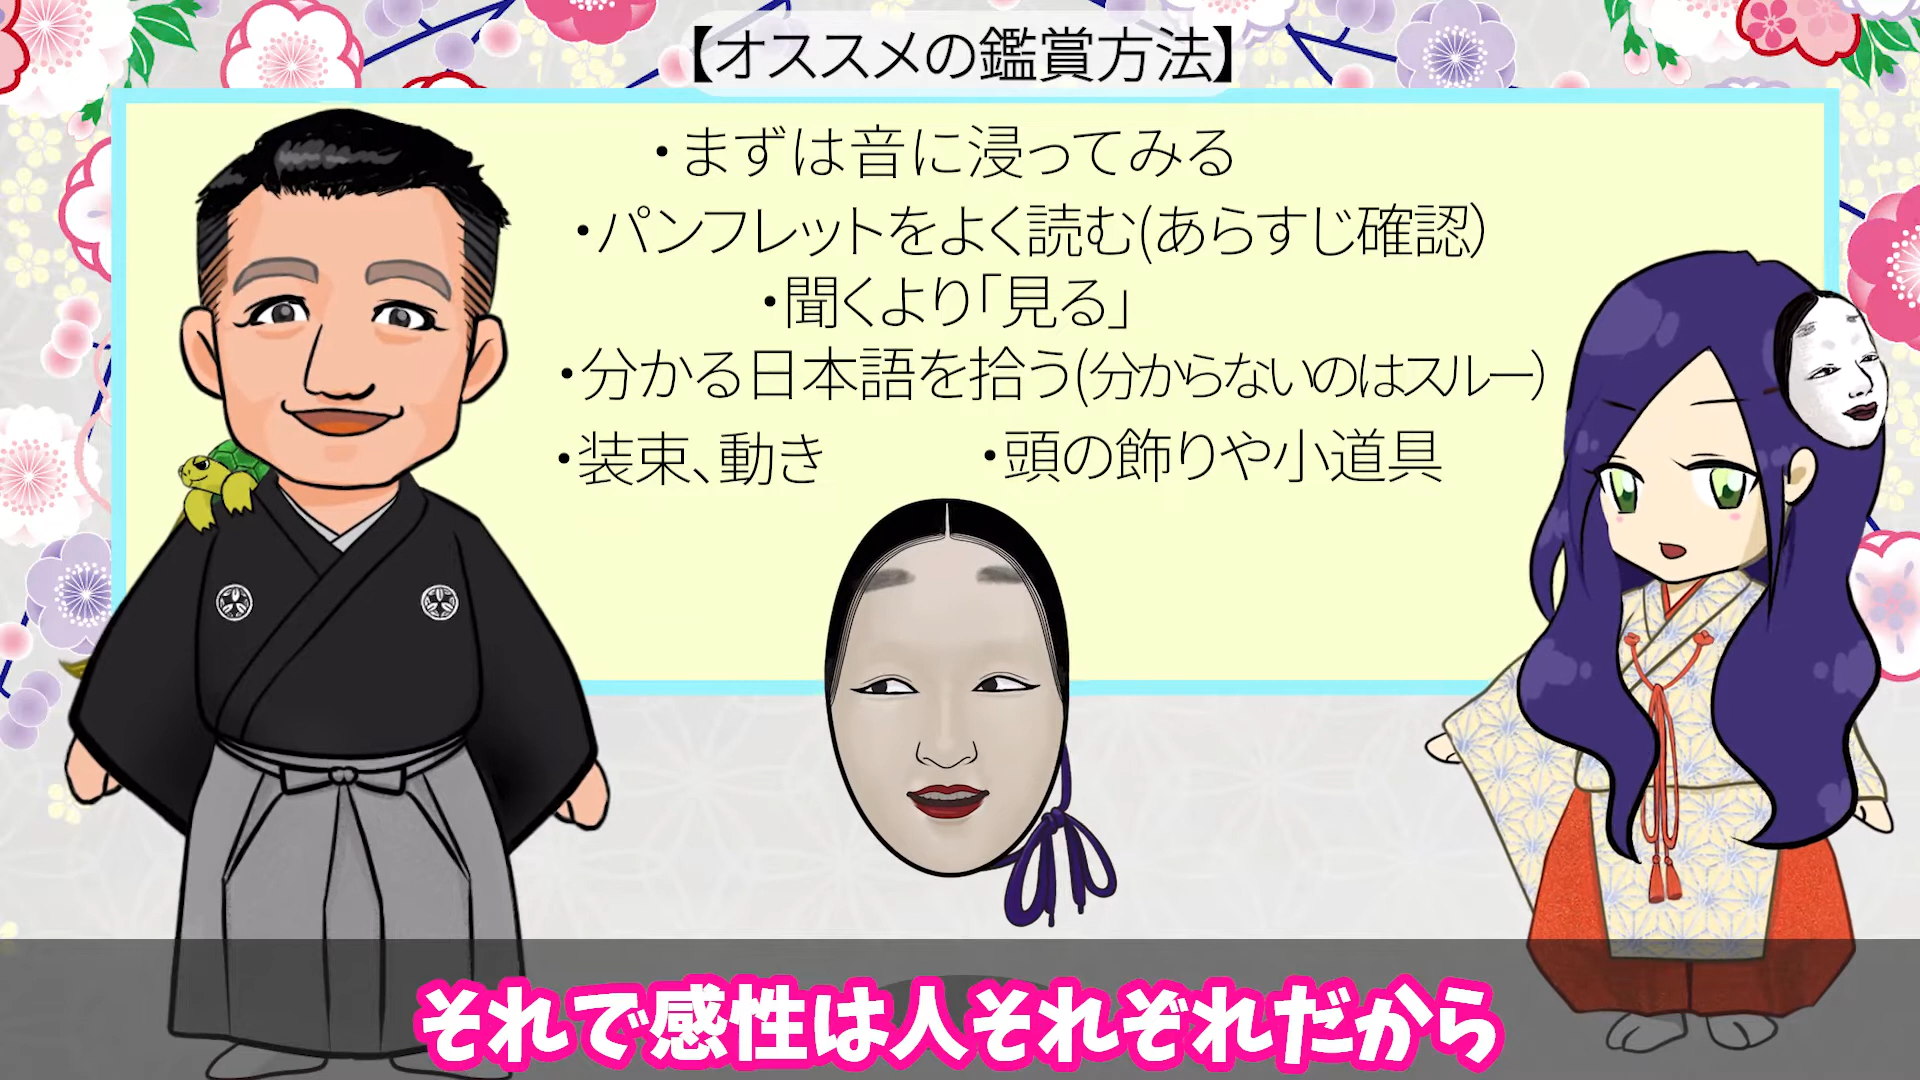 【オススメの鑑賞方法】
・まずは音に浸ってみる
・パンフレットをよく読む(あらすじ確認)
・聞くより「見る」
・分かる日本語を拾う(分からないのはスルー)
・装束、動き ・頭の飾りや小道具
それで感性は人それぞれだから